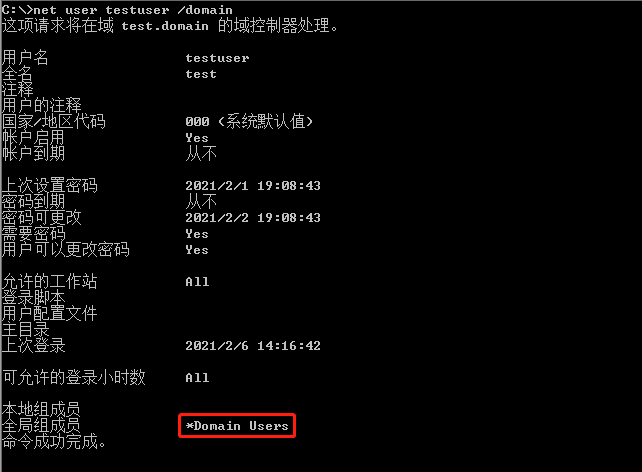 C:\>net user testuser /domain
这项请求将在域 test.domain 的域控制器处理。
用户名 testuser
全名 test
注释
用户的注释
国家/地区代码 000 (系统默认值)
帐户启用 Yes
帐户到期 从不
上次设置密码 2021/2/1 19:08:43
密码到期 从不
密码可更改 2021/2/2 19:08:43
需要密码 Yes
用户可以更改密码 Yes
允许的工作站 All
登录脚本
用户配置文件
主目录
上次登录 2021/2/6 14:16:42
可允许的登录小时数 All
本地组成员
全局组成员 *Domain Users
命令成功完成。